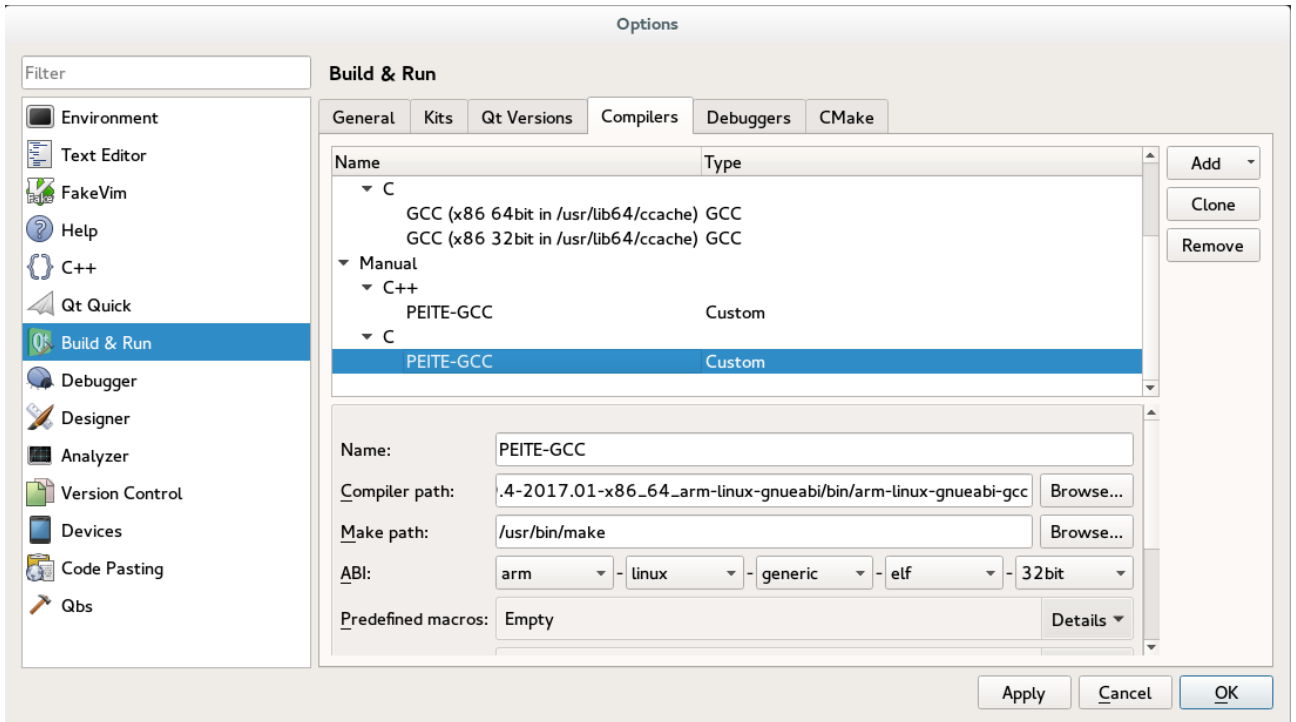 Options
Filter
Environment
Text Editor
FakeVim
Help
C++
Qt Quick
Build & Run
Debugger
Designer
Analyzer
Version Control
Devices
Code Pasting
Qbs
Build & Run
General Kits Qt Versions Compilers Debuggers CMake
Name Type
C
GCC (x86 64bit in /usr/lib64/ccache) GCC
GCC (x86 32bit in /usr/lib64/ccache) GCC
Manual
C++
PEITE-GCC Custom
C
PEITE-GCC Custom
Add
Clone
Remove
Name: PEITE-GCC
Compiler path: .4-2017.01-x86_64_arm-linux-gnueabi/bin/arm-linux-gnueabi-gcc Browse...
Make path: /usr/bin/make Browse...
ABI: arm - linux - generic - elf - 32bit
Predefined macros: Empty Details
Apply Cancel OK